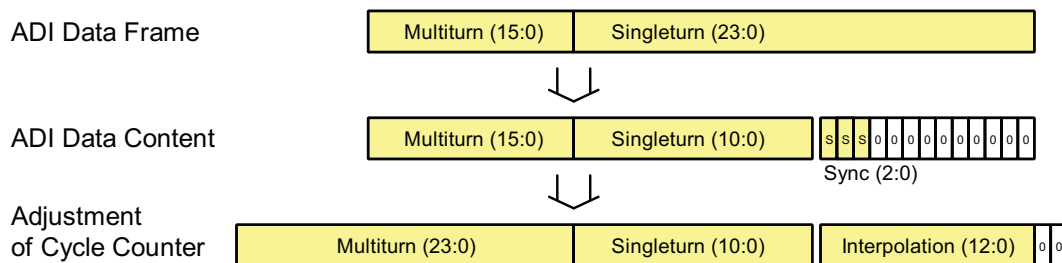 ADI Data Frame
Multiturn (15:0) Singleturn (23:0)
ADI Data Content
Multiturn (15:0) Singleturn (10:0) S S S 0 0 0 0 0 0 0 0 0 0
Sync (2:0)
Adjustment
of Cycle Counter
Multiturn (23:0) Singleturn (10:0) Interpolation (12:0) 0 0